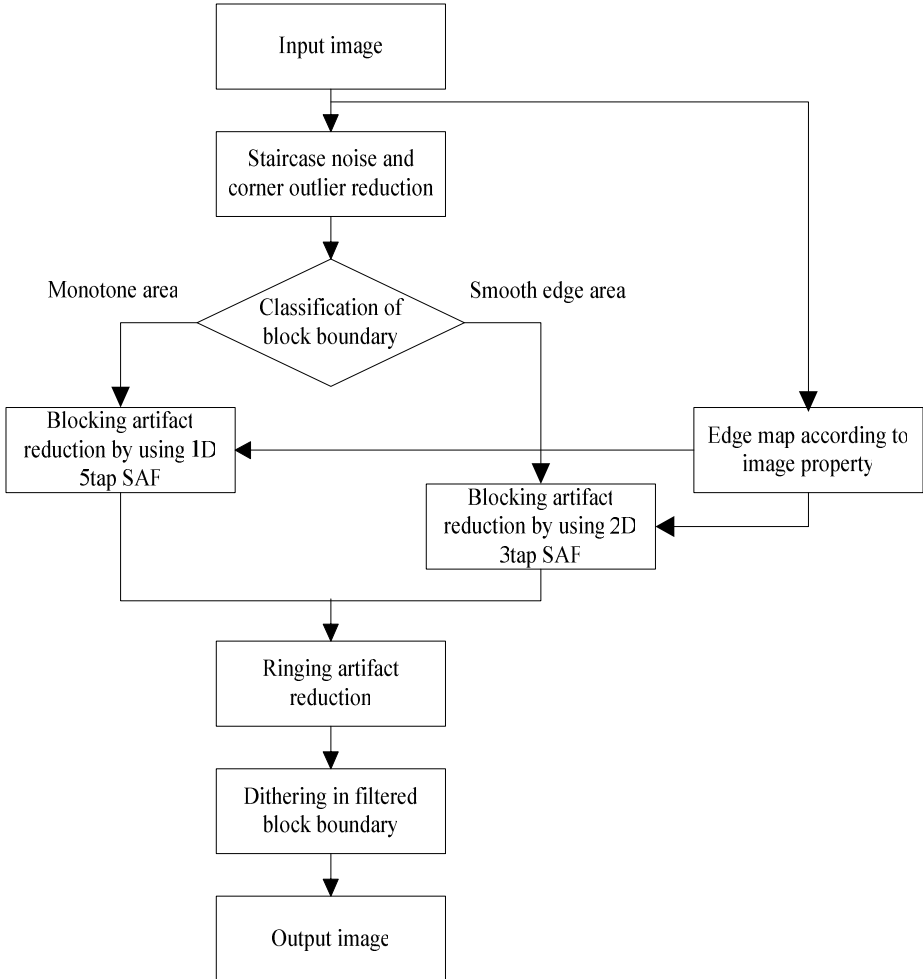 Input image
Staircase noise and
corner outlier reduction
Monotone area
Smooth edge area
Classification of
block boundary
Blocking artifact
reduction by using 1D
5tap SAF
Edge map according to
image property
Blocking artifact
reduction by using 2D
3tap SAF
Ringing artifact
reduction
Dithering in filtered
block boundary
Output image